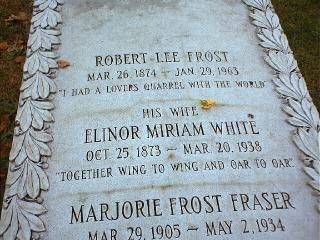 ROBERT LEE FROST
MAR. 26, 1874 – JAN 29, 1963
"I HAD A LOVERS QUARREL WITH THE WORLD"
HIS WIFE
ELINOR MIRIAM WHITE
OCT 25, 1873 – MAR. 20, 1938
"TOGETHER WING TO WING AND OAR TO OAR"
MARJORIE FROST FRASER
MAR. 29, 1905 – MAY 2, 1934